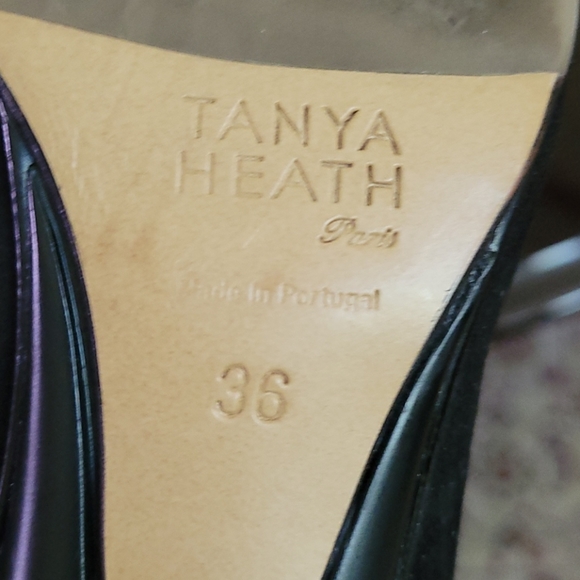 TANYA
HEATH
Paris
Made In Portugal
36